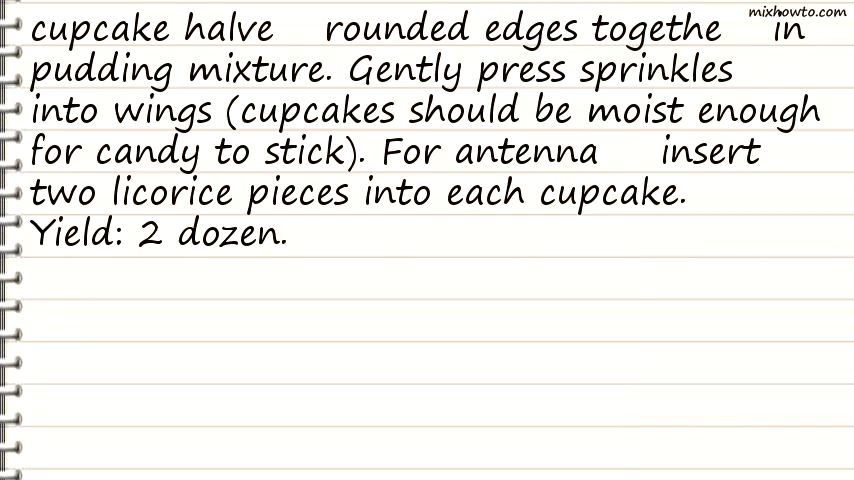 mixhowto.com
cupcake halve rounded edges togethe in
pudding mixture. Gently press sprinkles
into wings (cupcakes should be moist enough
for candy to stick). For antenna insert
two licorice pieces into each cupcake.
Yield: 2 dozen.